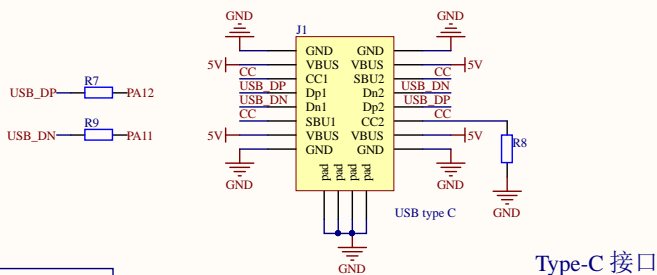 GND
J1
GND
GND GND
5V VBUS VBUS 5V
CC CC1 SBU2 CC
USB_DP Dp1 Dn2 USB_DN
USB_DN Dn1 Dp2 USB_DP
CC SBU1 CC2 CC
5V VBUS VBUS 5V
GND GND
R7
USB_DP PA12
R9
USB_DN PA11
R8
GND
pad pad pad pad
GND
GND
USB type C
GND
Type-C 接口